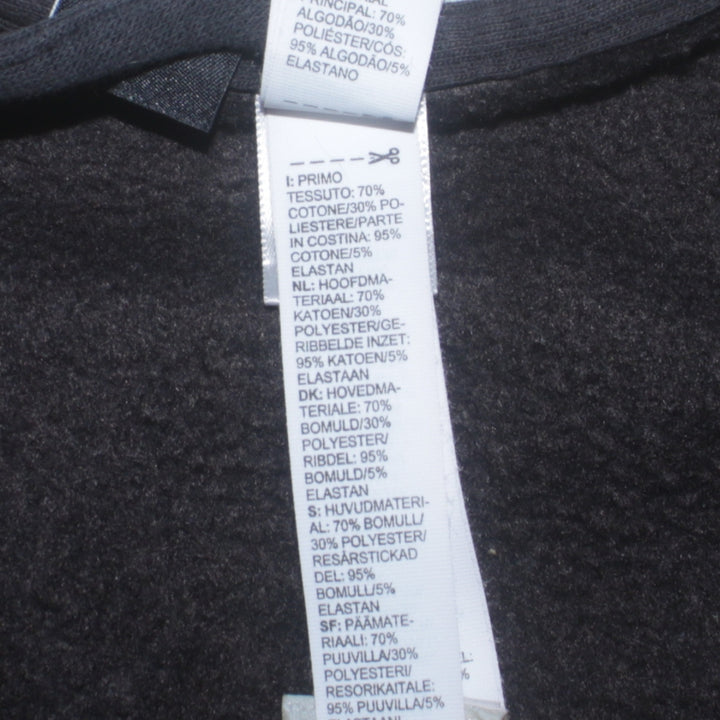 PRINCIPAL: 70%
ALGODÃO/30%
POLIÉSTER/CÓS:
95% ALGODÃO/5%
ELASTANO
I: PRIMO
TESSUTO: 70%
COTONE/30% PO-
LIESTERE/PARTE
IN COSTINA: 95%
COTONE/5%
ELASTAN
NL: HOOFDMA-
TERIAAL: 70%
KATOEN/30%
POLYESTER/GE-
RIBBELDE INZET:
95% KATOEN/5%
ELASTAAN
DK: HOVEDMA-
TERIALE: 70%
BOMULD/30%
POLYESTER/
RIBDEL: 95%
BOMULD/5%
ELASTAN
S: HUVUDMATERI-
AL: 70% BOMULL/
30% POLYESTER/
RESÅRSTICKAD
DEL: 95%
BOMULL/5%
ELASTAN
SF: PÄÄMATE-
RIAALI: 70%
PUUVILLA/30%
POLYESTERI/
RESORIKAITALE:
95% PUUVILLA/5%
L:
%